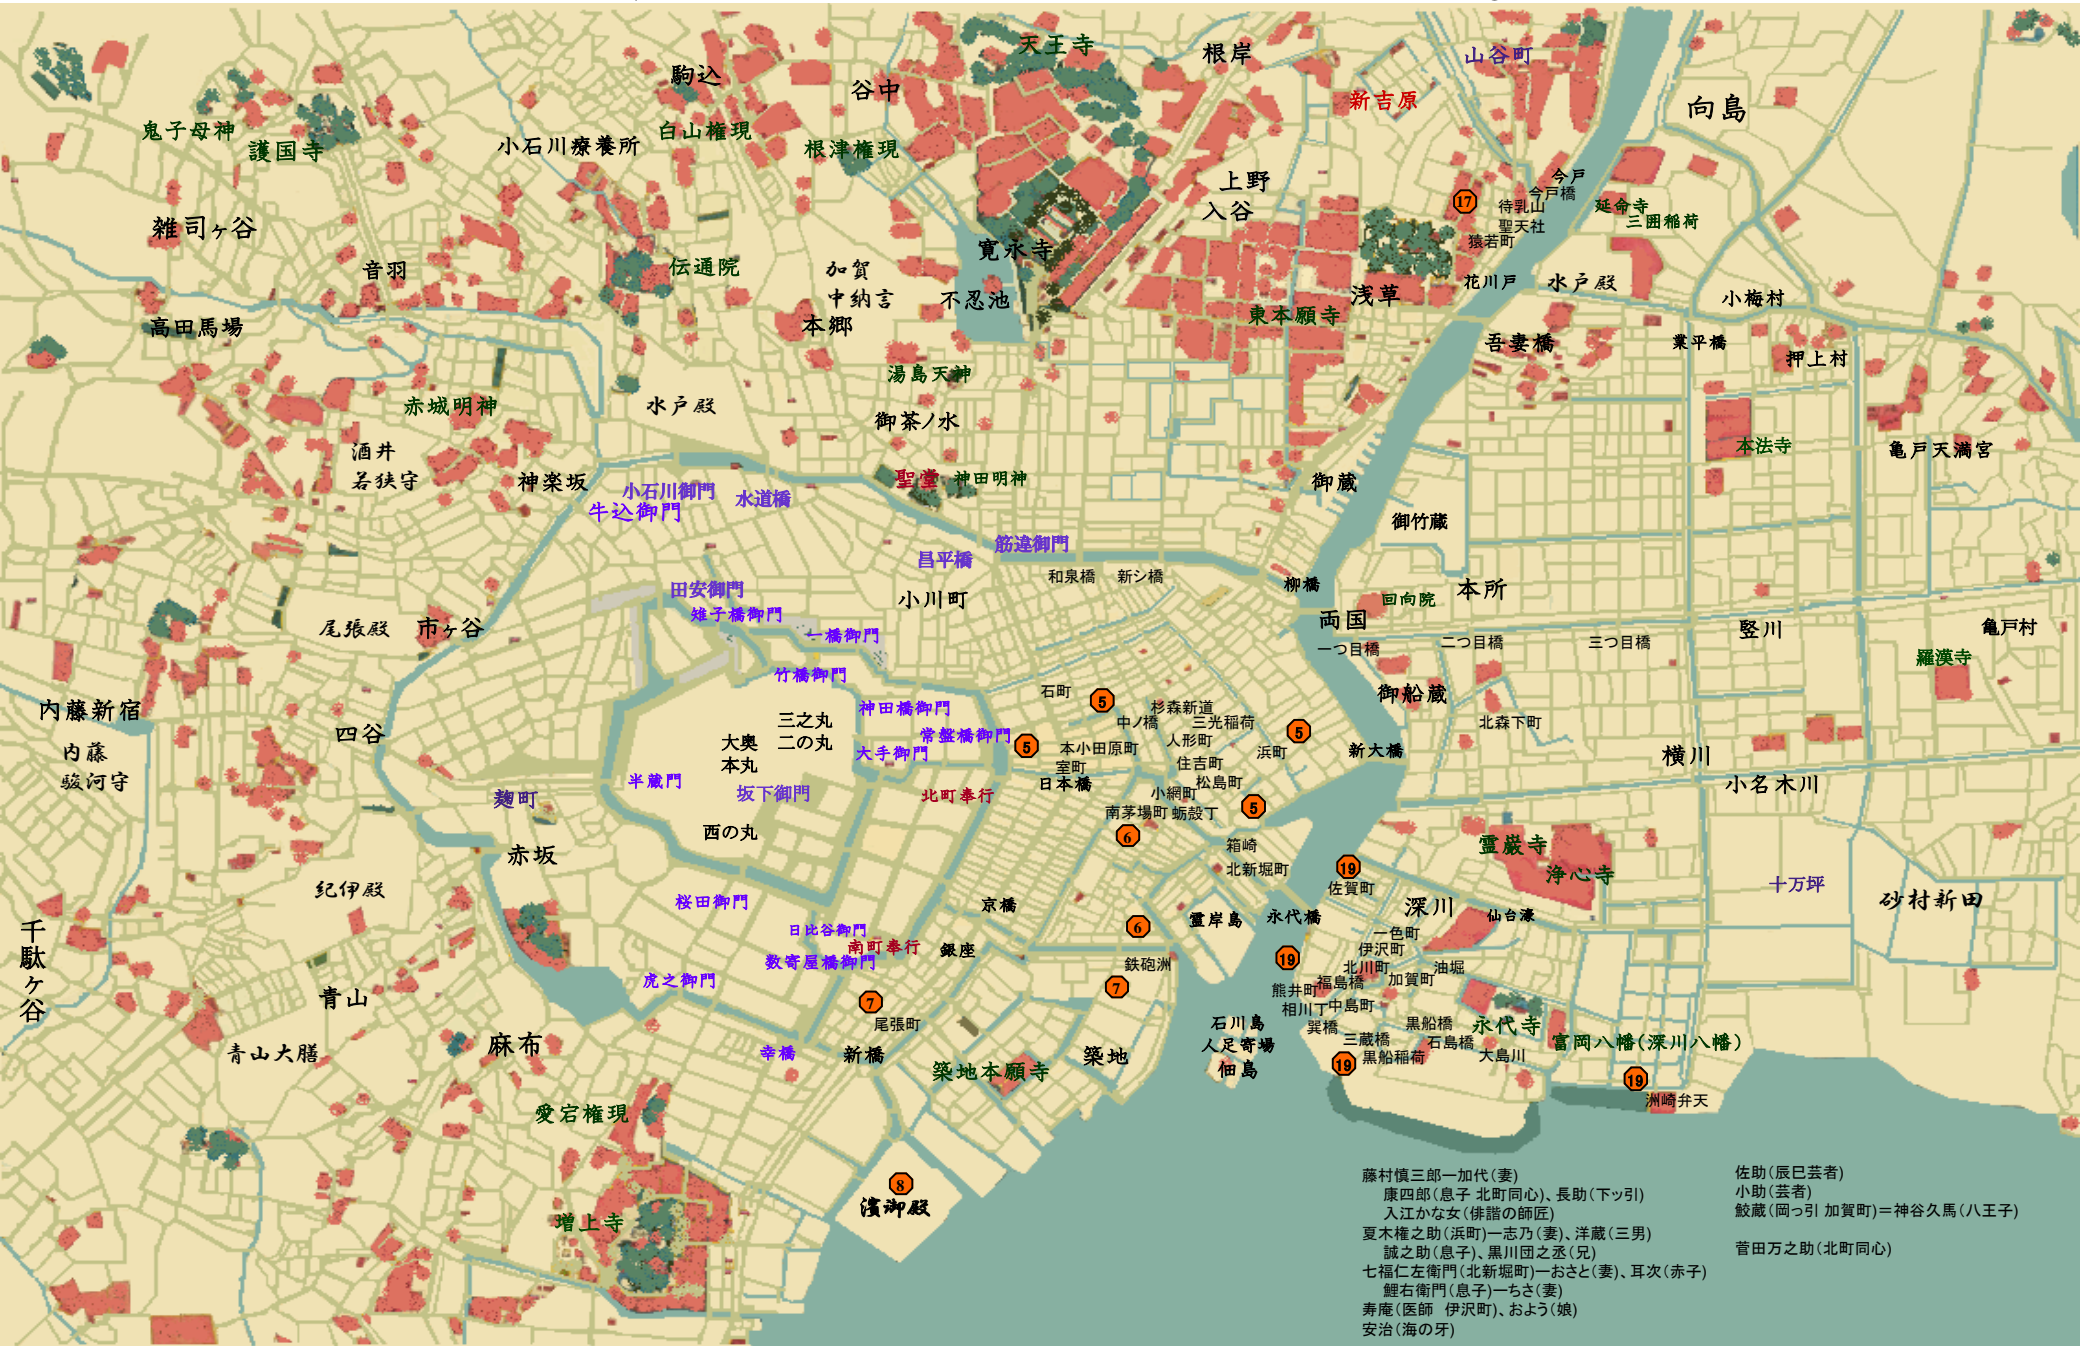 天王寺
根岸
山谷町
駒込
谷中
新吉原
向島
鬼子母神
護国寺
小石川療養所
白山権現
根津権現
上野
入谷
今戸
今戸橋
待乳山
聖天社
猿若町
延命寺
三囲稲荷
17
雑司ヶ谷
音羽
伝通院
加賀
中納言
本郷
寛永寺
不忍池
浅草
花川戸
水戸殿
小梅村
高田馬場
東本願寺
吾妻橋
業平橋
押上村
湯島天神
赤城明神
水戸殿
御茶ノ水
酒井
若狭守
神楽坂
小石川御門
牛込御門
水道橋
聖堂
神田明神
御蔵
本法寺
亀戸天満宮
御竹蔵
昌平橋
筋違御門
和泉橋
新シ橋
柳橋
田安御門
雉子橋御門
小川町
回向院
本所
尾張殿
市ヶ谷
一橋御門
両国
一つ目橋
二つ目橋
三つ目橋
竪川
亀戸村
羅漢寺
竹橋御門
内藤新宿
四谷
三之丸
二の丸
大奥
本丸
神田橋御門
常盤橋御門
大手御門
石町
5
杉森新道
中ノ橋
三光稲荷
人形町
5
浜町
御船蔵
北森下町
新大橋
横川
5
本小田原町
室町
日本橋
住吉町
松島町
小網町
内藤
駿河守
半蔵門
坂下御門
北町奉行
麹町
西の丸
南茅場町
蛎殻丁
5
6
小名木川
赤坂
箱崎
北新堀町
19
佐賀町
霊巌寺
浄心寺
十万坪
砂村新田
紀伊殿
桜田御門
日比谷御門
南町奉行
数寄屋橋御門
京橋
銀座
6
霊岸島
永代橋
深川
仙台濠
一色町
伊沢町
北川町
油堀
千駄ヶ谷
青山
虎之御門
7
尾張町
鉄砲洲
7
19
福島橋
加賀町
熊井町
中島町
相川丁
巽橋
黒船橋
永代寺
三蔵橋
石島橋
黒船稲荷
大島川
富岡八幡(深川八幡)
19
19
洲崎弁天
青山大膳
麻布
幸橋
新橋
築地本願寺
築地
石川島
人足寄場
佃島
愛宕権現
増上寺
8
濱御殿
藤村慎三郎ー加代(妻)
康四郎(息子 北町同心)、長助(下ッ引)
入江かな女(俳諧の師匠)
夏木権之助(浜町)ー志乃(妻)、洋蔵(三男)
誠之助(息子)、黒川団之丞(兄)
七福仁左衛門(北新堀町)ーおさと(妻)、耳次(赤子)
鯉右衛門(息子)ーちさ(妻)
寿庵(医師 伊沢町)、およう(娘)
安治(海の牙)
佐助(辰巳芸者)
小助(芸者)
鮫蔵(岡っ引 加賀町)＝神谷久馬(八王子)
菅田万之助(北町同心)